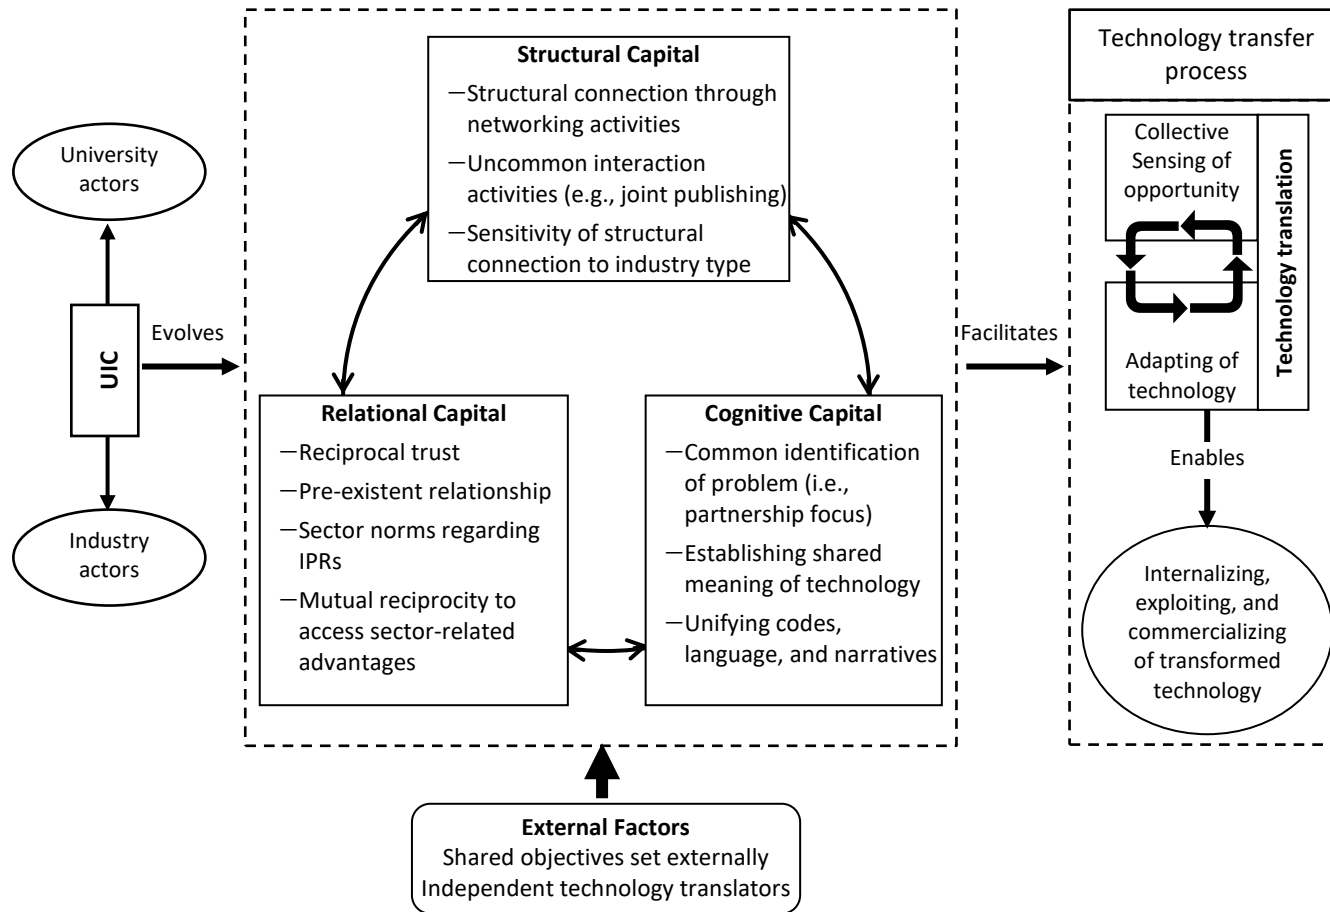 University
actors
UIC
Industry
actors
Evolves
Structural Capital
—Structural connection through
networking activities
—Uncommon interaction
activities (e.g., joint publishing)
—Sensitivity of structural
connection to industry type
Relational Capital
—Reciprocal trust
—Pre-existent relationship
—Sector norms regarding
IPRs
—Mutual reciprocity to
access sector-related
advantages
Cognitive Capital
—Common identification
of problem (i.e.,
partnership focus)
—Establishing shared
meaning of technology
—Unifying codes,
language, and narratives
External Factors
Shared objectives set externally
Independent technology translators
Facilitates
Technology transfer
process
Collective
Sensing of
opportunity
Adapting of
technology
Technology translation
Enables
Internalizing,
exploiting, and
commercializing
of transformed
technology